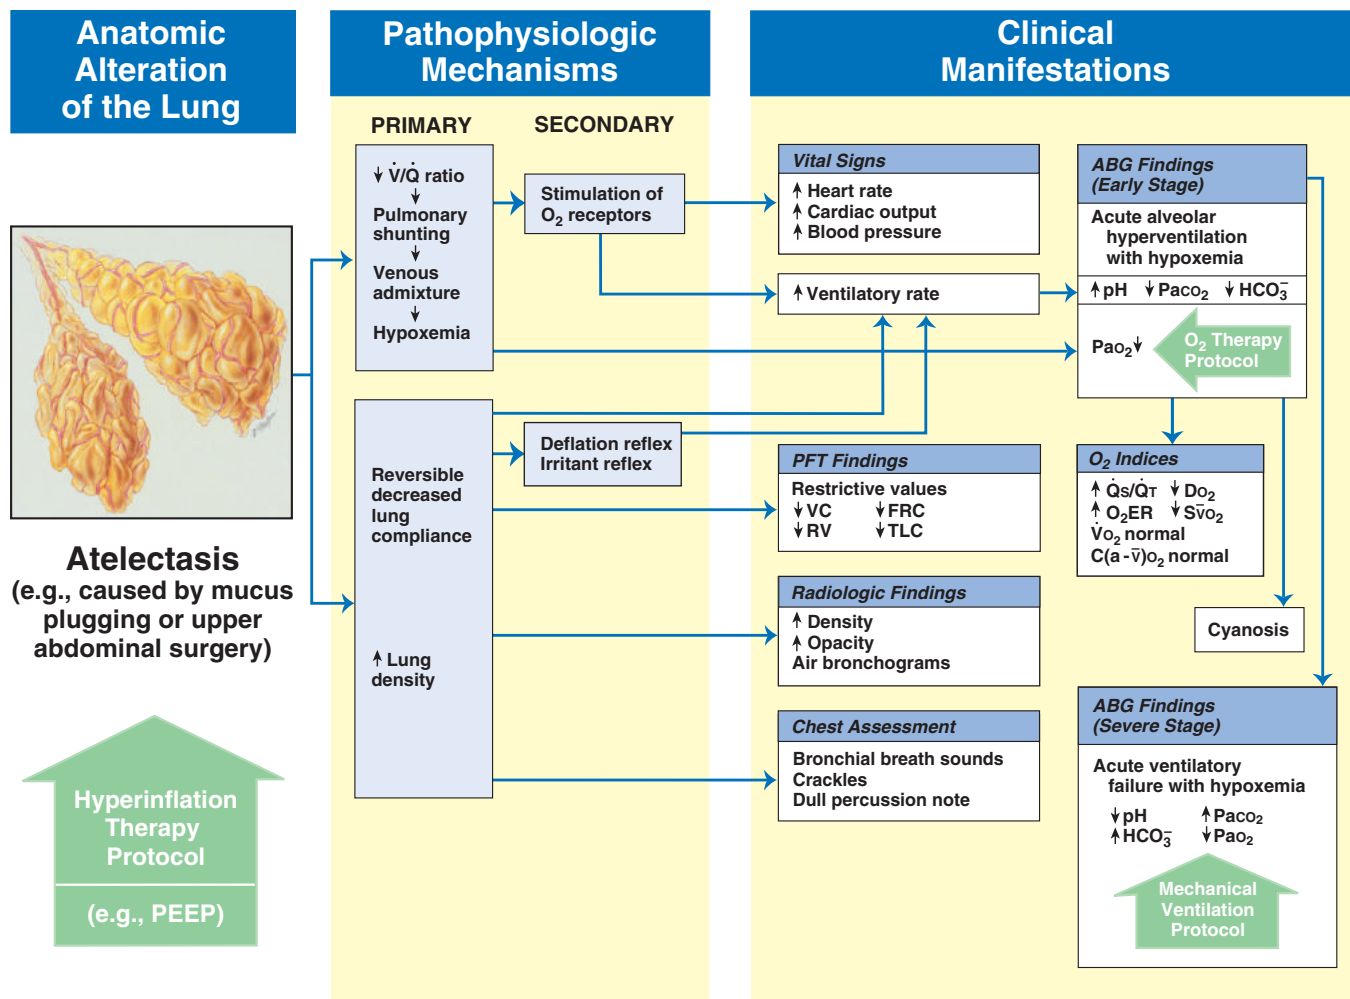 Anatomic
Alteration
of the Lung
Pathophysiologic
Mechanisms
Clinical
Manifestations
PRIMARY
SECONDARY
↓ V̇/Q̇ ratio
↓
Pulmonary
shunting
↓
Venous
admixture
↓
Hypoxemia
Stimulation of
O₂ receptors
Vital Signs
↑ Heart rate
↑ Cardiac output
↑ Blood pressure
↑ Ventilatory rate
ABG Findings
(Early Stage)
Acute alveolar
hyperventilation
with hypoxemia
↑ pH ↓ PaCO₂ ↓ HCO₃⁻
PaO₂↓
O₂ Therapy
Protocol
Reversible
decreased
lung
compliance
↑ Lung
density
Deflation reflex
Irritant reflex
PFT Findings
Restrictive values
↓ VC ↓ FRC
↓ RV ↓ TLC
O₂ Indices
↑ Q̇S/Q̇T ↓ DO₂
↑ O₂ER ↓ Sv̄O₂
V̇O₂ normal
C(a-v̄)O₂ normal
Radiologic Findings
↑ Density
↑ Opacity
Air bronchograms
Cyanosis
Chest Assessment
Bronchial breath sounds
Crackles
Dull percussion note
ABG Findings
(Severe Stage)
Acute ventilatory
failure with hypoxemia
↓ pH ↑ PaCO₂
↑ HCO₃⁻ ↓ PaO₂
Mechanical
Ventilation
Protocol
Atelectasis
(e.g., caused by mucus
plugging or upper
abdominal surgery)
Hyperinflation
Therapy
Protocol
(e.g., PEEP)